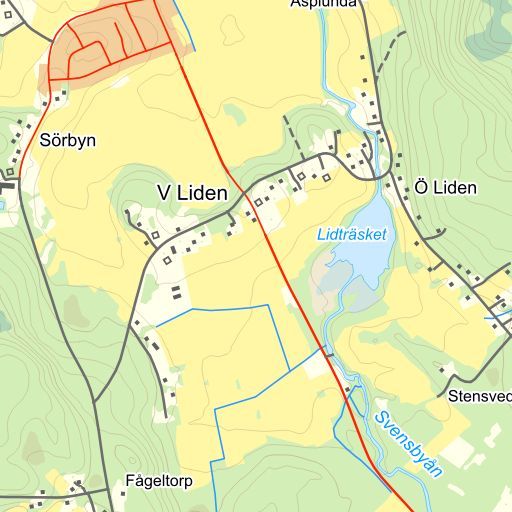 Asplunda
Sörbyn
V Liden
Ö Liden
Lidträsket
Stensved
Svensbyån
Fågeltorp